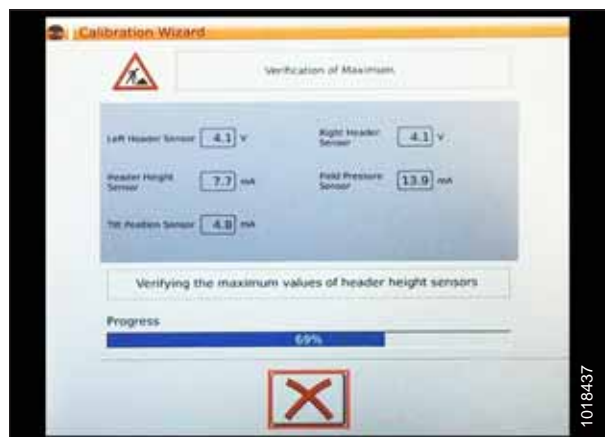 Calibration Wizard
Verification of Maximum
Left Header Sensor 4.1 V
Right Header
Sensor 4.1 V
Header Height
Sensor 7.7 mA
Field Pressure
Sensor 13.9 mA
Tilt Position Sensor 4.8 mA
Verifying the maximum values of header height sensors
Progress
69%
1018437